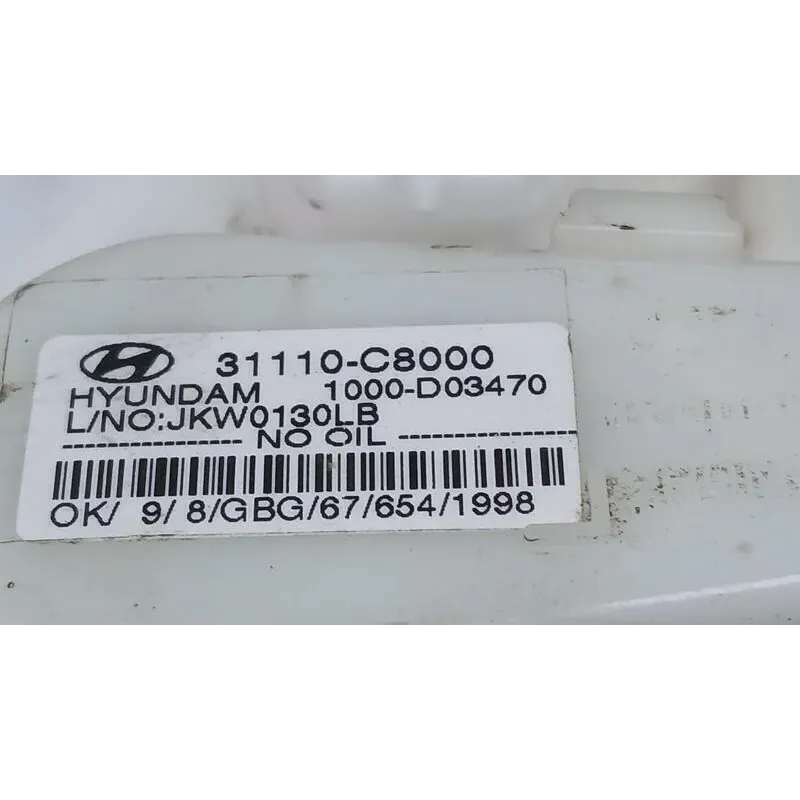 31110-C8000
HYUNDAM 1000-D03470
L/NO:JKW0130LB
NO OIL
OK/ 9/ 8/GBG/67/654/1998